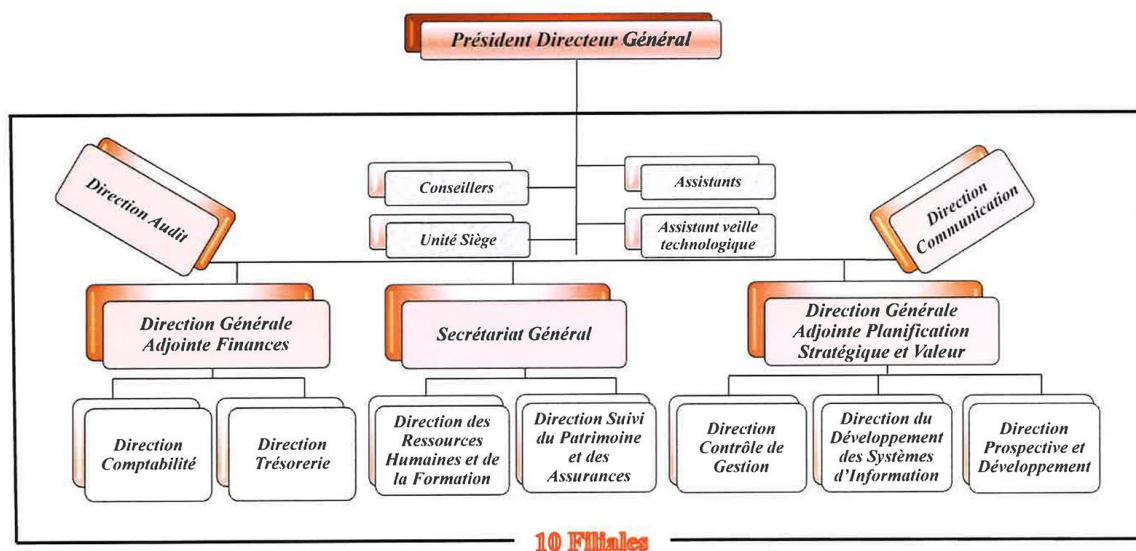 Président Directeur Général
Direction Audit
Conseillers
Assistants
Direction
Communication
Unité Siège
Assistant veille
technologique
Direction Générale
Adjointe Finances
Secrétariat Général
Direction Générale
Adjointe Planification
Stratégique et Valeur
Direction
Comptabilité
Direction
Trésorerie
Direction des
Ressources
Humaines et de
la Formation
Direction Suivi
du Patrimoine
et des
Assurances
Direction
Contrôle de
Gestion
Direction du
Développement
des Systèmes
d'Information
Direction
Prospective et
Développement
10 Filiales